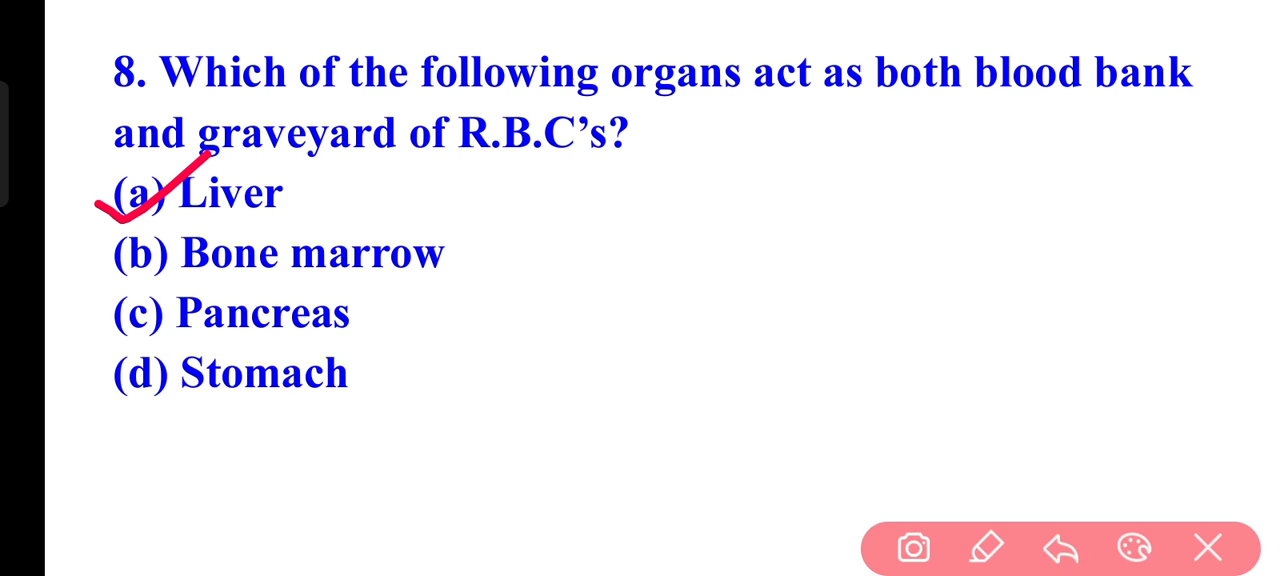 8. Which of the following organs act as both blood bank
and graveyard of R.B.C’s?
(a) Liver
(b) Bone marrow
(c) Pancreas
(d) Stomach